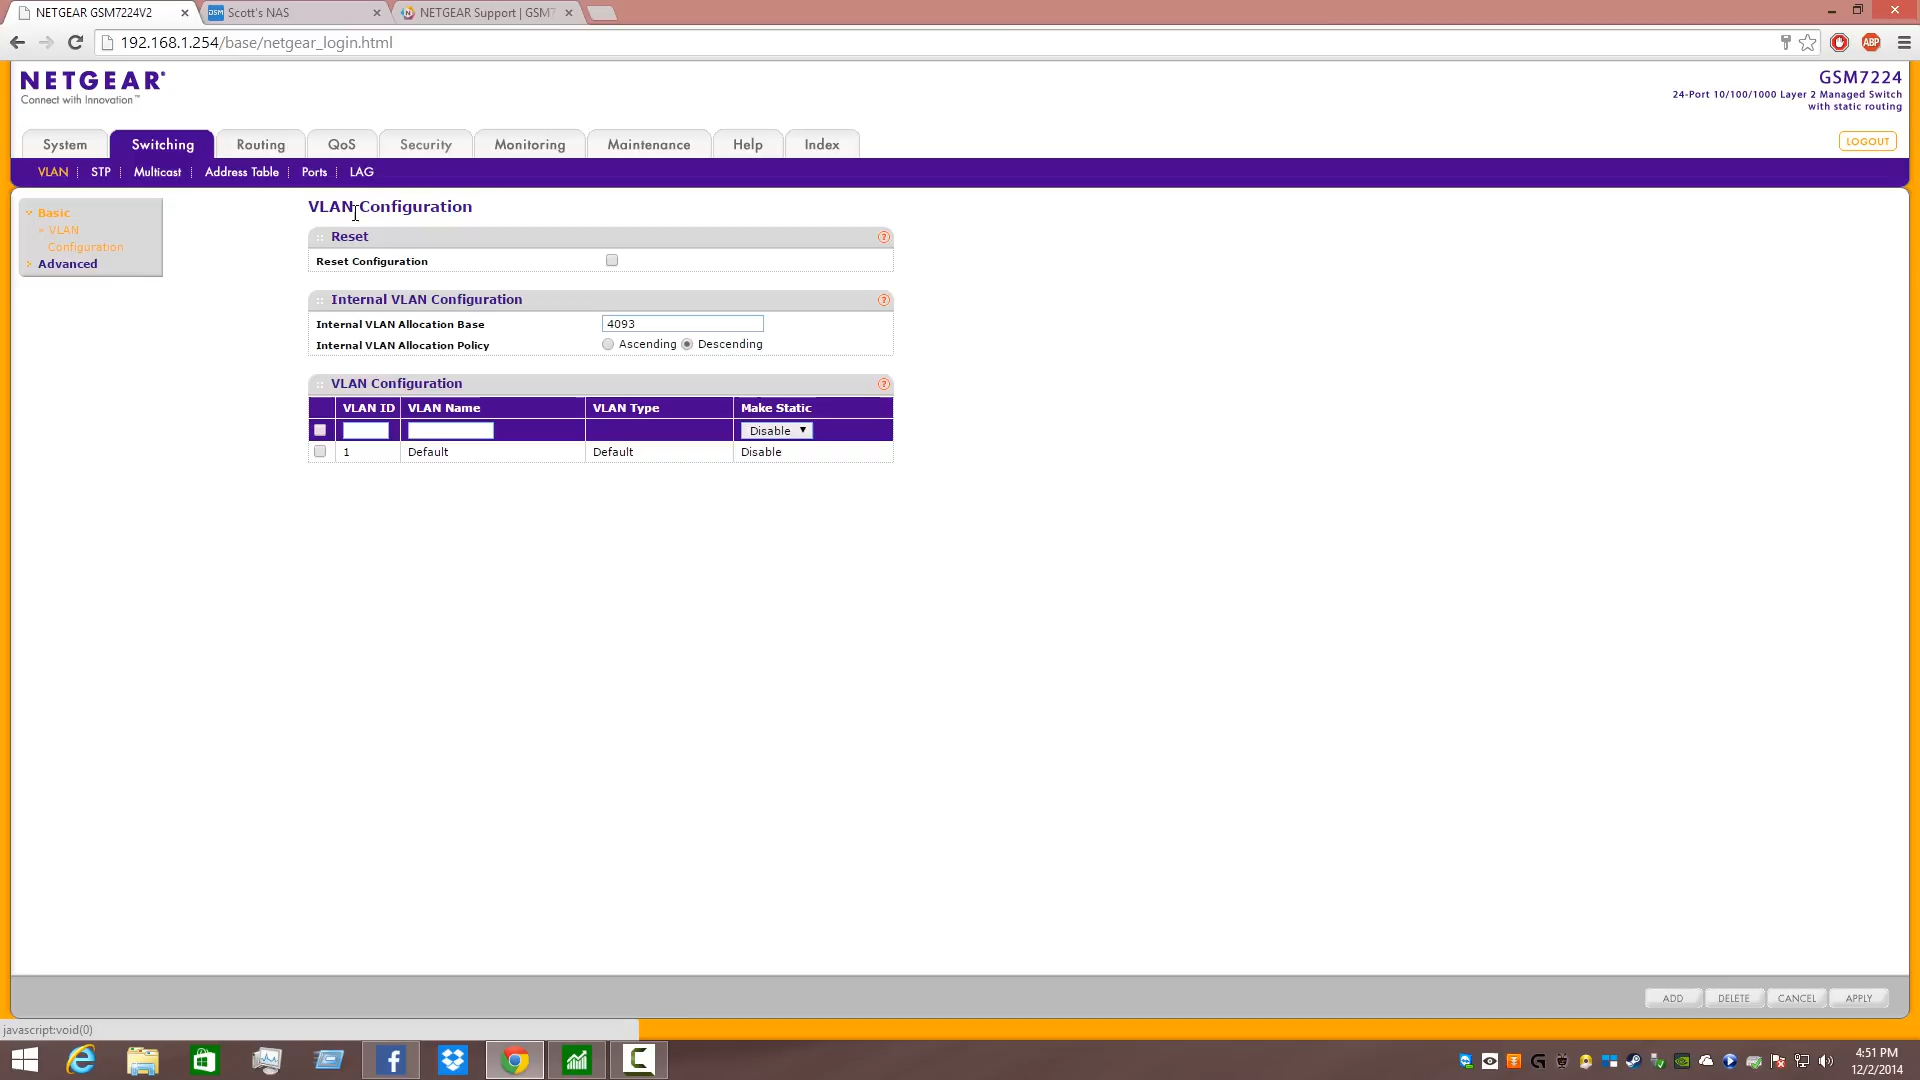 NETGEAR GSM7224V2
Scott's NAS
NETGEAR Support | GSM7
192.168.1.254/base/netgear_login.html
ABP
NETGEAR®
Connect with Innovation™
GSM7224
24-Port 10/100/1000 Layer 2 Managed Switch
with static routing
System Switching Routing QoS Security Monitoring Maintenance Help Index
LOGOUT
VLAN STP Multicast Address Table Ports LAG
Basic
VLAN
Configuration
Advanced
VLAN Configuration
Reset
Reset Configuration
Internal VLAN Configuration
Internal VLAN Allocation Base 4093
Internal VLAN Allocation Policy Ascending Descending
VLAN Configuration
VLAN ID VLAN Name VLAN Type Make Static
Disable
1 Default Default Disable
ADD DELETE CANCEL APPLY
javascript:void(0)
4:51 PM
12/2/2014